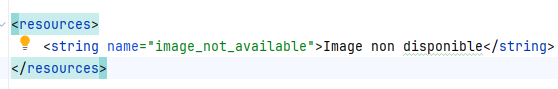 <resources>
<string name="image_not_available">Image non disponible</string>
</resources>